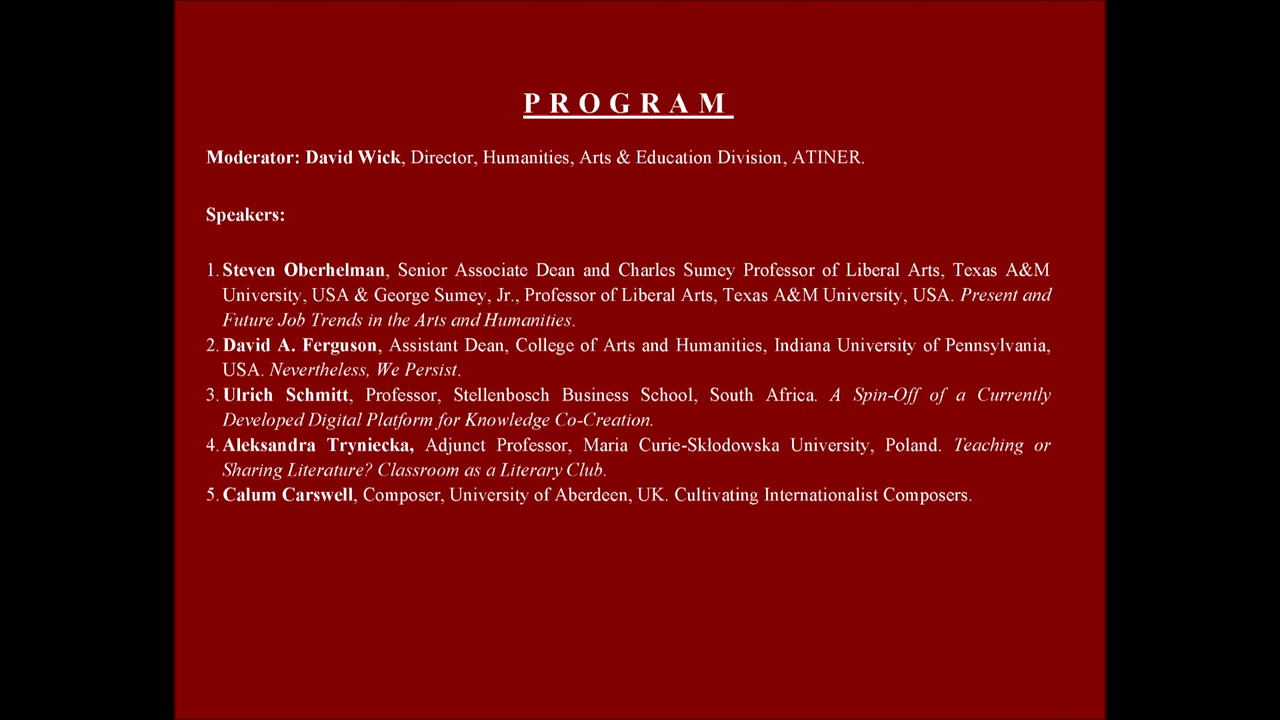 PROGRAM
Moderator: David Wick, Director, Humanities, Arts & Education Division, ATINER.
Speakers:
1. Steven Oberhelman, Senior Associate Dean and Charles Sumey Professor of Liberal Arts, Texas A&M
University, USA & George Sumey, Jr., Professor of Liberal Arts, Texas A&M University, USA. Present and
Future Job Trends in the Arts and Humanities.
2. David A. Ferguson, Assistant Dean, College of Arts and Humanities, Indiana University of Pennsylvania,
USA. Nevertheless, We Persist.
3. Ulrich Schmitt, Professor, Stellenbosch Business School, South Africa. A Spin-Off of a Currently
Developed Digital Platform for Knowledge Co-Creation.
4. Aleksandra Tryniecka, Adjunct Professor, Maria Curie-Skłodowska University, Poland. Teaching or
Sharing Literature? Classroom as a Literary Club.
5. Calum Carswell, Composer, University of Aberdeen, UK. Cultivating Internationalist Composers.